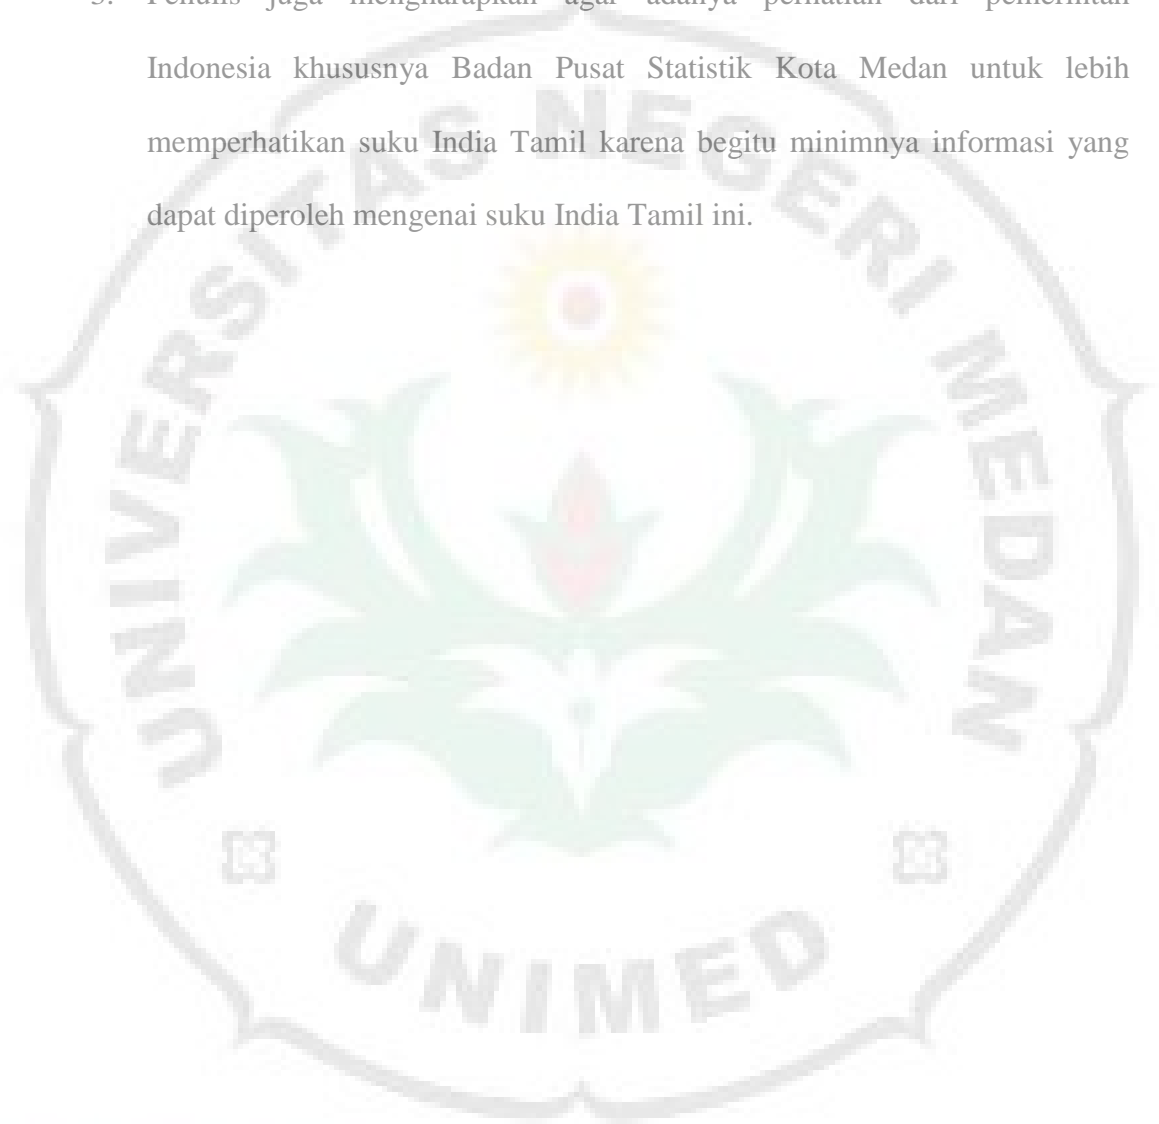 3. Penulis juga mengharapkan agar adanya perhatian dari pemerintah
Indonesia khususnya Badan Pusat Statistik Kota Medan untuk lebih
memperhatikan suku India Tamil karena begitu minimnya informasi yang
dapat diperoleh mengenai suku India Tamil ini.
UNIVERSITAS NEGERI MEDAN
UNIMED